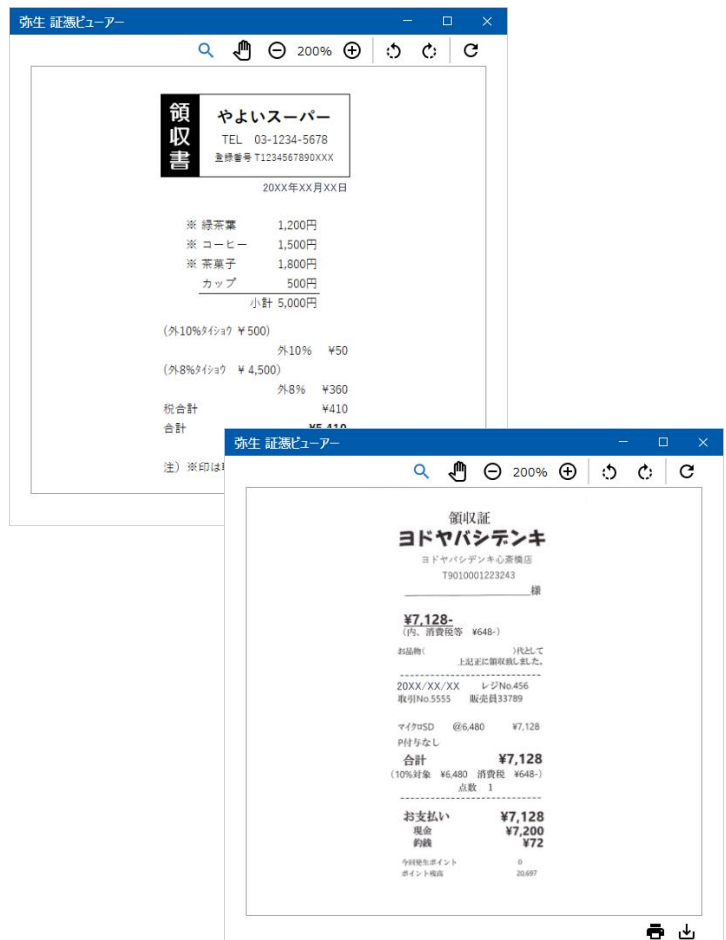 弥生 証憑ビューアー
200%
領収書
やよいスーパー
TEL 03-1234-5678
登録番号 T1234567890XXX
20XX年XX月XX日
※ 緑茶葉 1,200円
※ コーヒー 1,500円
※ 茶菓子 1,800円
カップ 500円
小計 5,000円
(外10%ﾀｲｼｮｳ ¥500)
外10% ¥50
(外8%ﾀｲｼｮｳ ¥ 4,500)
外8% ¥360
税合計 ¥410
合計 ¥5,410
注）※印は
弥生 証憑ビューアー
200%
領収証
ヨドヤバシデンキ
ヨドヤバシデンキ心斎橋店
T9010001223243
様
¥7,128-
(内、消費税等 ¥648-)
お品物( )代として
上記正に領収致しました。
20XX/XX/XX レジNo.456
取引No.5555 販売員33789
マイクロSD @6,480 ¥7,128
P付与なし
合計 ¥7,128
(10%対象 ¥6,480 消費税 ¥648-)
点数 1
お支払い ¥7,128
現金 ¥7,200
釣銭 ¥72
今回発生ポイント 0
ポイント残高 20,697